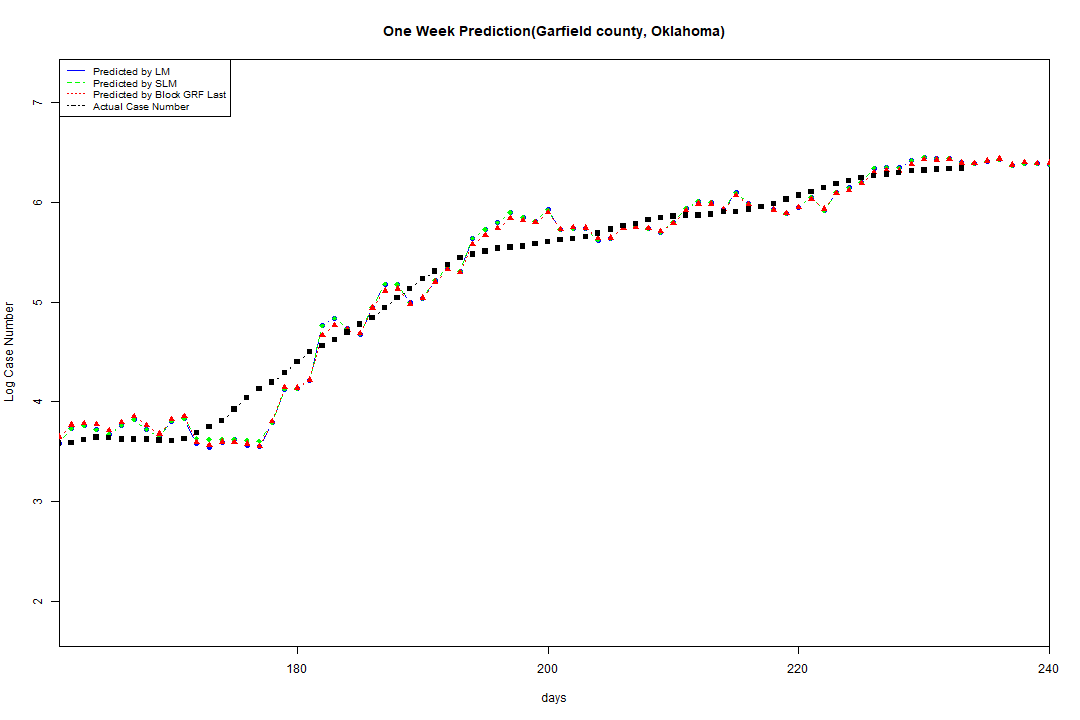 One Week Prediction(Garfield county, Oklahoma)
Predicted by LM
Predicted by SLM
Predicted by Block GRF Last
Actual Case Number
7
6
5
4
3
2
Log Case Number
180
200
220
240
days